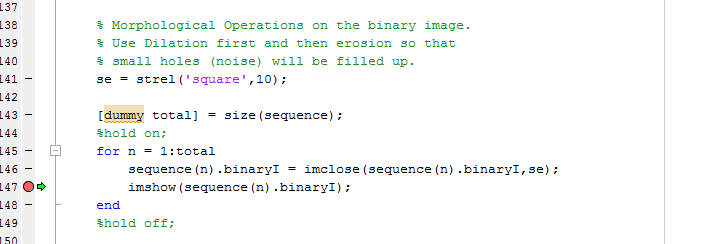 137
138 % Morphological Operations on the binary image.
139 % Use Dilation first and then erosion so that
140 % small holes (noise) will be filled up.
141 - se = strel('square',10);
142
143 - [dummy total] = size(sequence);
144 %hold on;
145 - for n = 1:total
146 - sequence(n).binaryI = imclose(sequence(n).binaryI,se);
147 imshow(sequence(n).binaryI);
148 - end
149 %hold off;
150